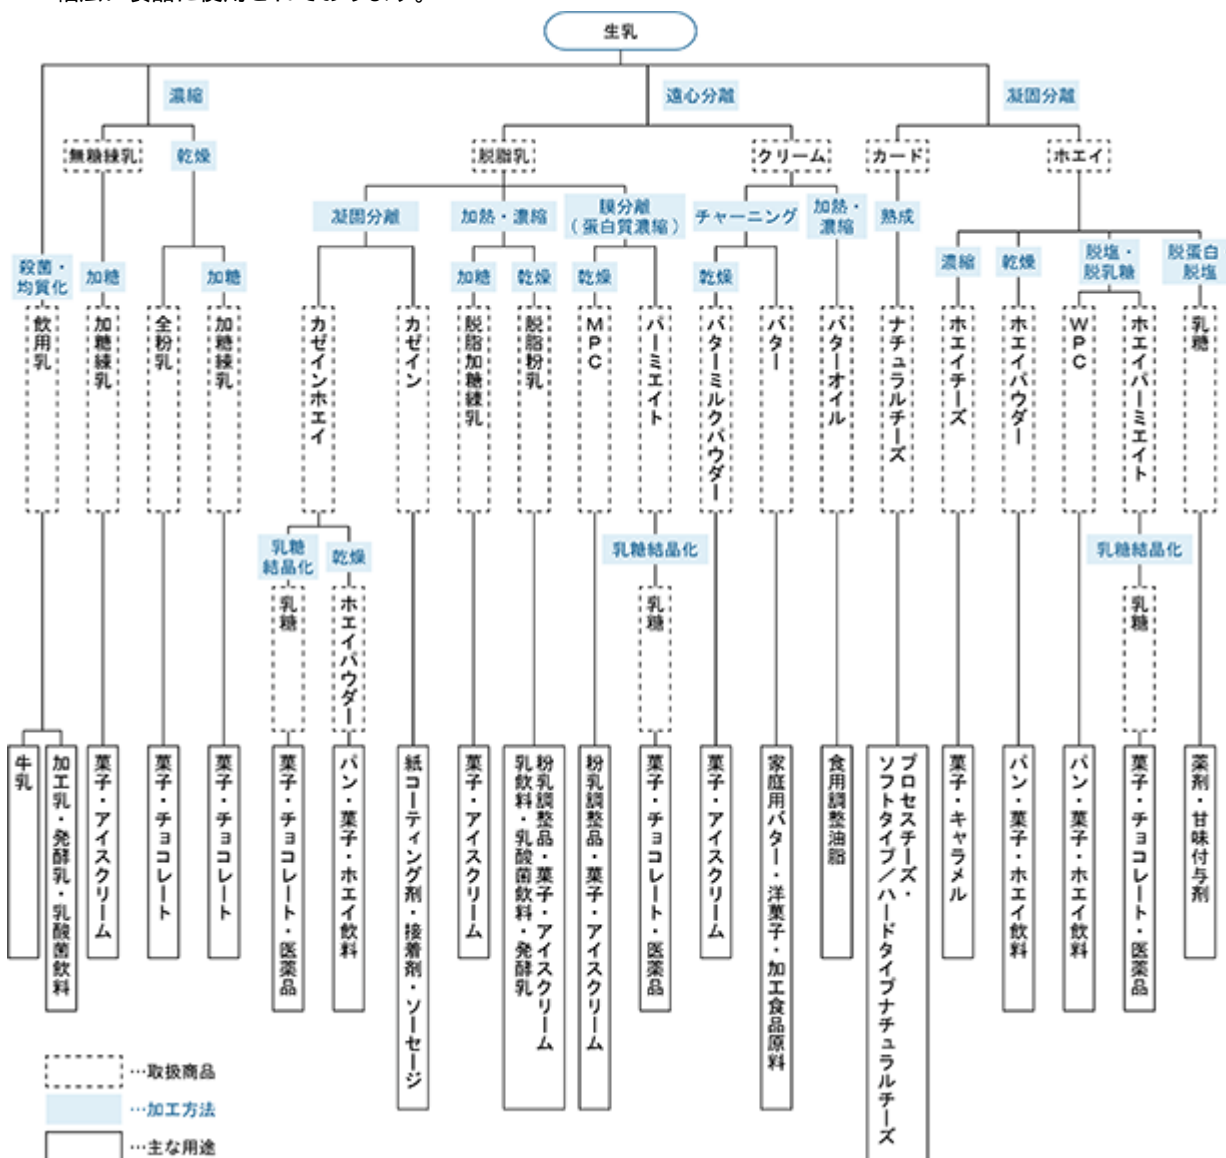 生乳
濃縮
遠心分離
凝固分離
無糖練乳
乾燥
脱脂乳
クリーム
カード
ホエイ
凝固分離
加熱・濃縮
膜分離
(蛋白質濃縮)
チャーニング
加熱・
濃縮
熟成
殺菌・
均質化
加糖
加糖
加糖
乾燥
乾燥
乾燥
濃縮
乾燥
脱塩・
脱乳糖
脱蛋白
脱塩
飲用乳
加糖練乳
全粉乳
加糖練乳
カゼインホエイ
カゼイン
脱脂加糖練乳
脱脂粉乳
MPC
パーミエイト
バターミルクパウダー
バター
バターオイル
ナチュラルチーズ
ホエイチーズ
ホエイパウダー
WPC
ホエイパーミエイト
乳糖
乳糖
結晶化
乾燥
乳糖結晶化
乳糖結晶化
乳糖
ホエイパウダー
乳糖
乳糖
牛乳
加工乳・発酵乳・乳酸菌飲料
菓子・アイスクリーム
菓子・チョコレート
菓子・チョコレート
菓子・チョコレート・医薬品
パン・菓子・ホエイ飲料
紙コーティング剤・接着剤・ソーセージ
菓子・アイスクリーム
粉乳調整品・菓子・アイスクリーム
乳飲料・乳酸菌飲料・発酵乳
粉乳調整品・菓子・アイスクリーム
菓子・チョコレート・医薬品
菓子・アイスクリーム
家庭用バター・洋菓子・加工食品原料
食用調整油脂
プロセスチーズ・
ソフトタイプ/ハードタイプナチュラルチーズ
菓子・キャラメル
パン・菓子・ホエイ飲料
パン・菓子・ホエイ飲料
菓子・チョコレート・医薬品
薬剤・甘味付与剤
…取扱商品
…加工方法
…主な用途